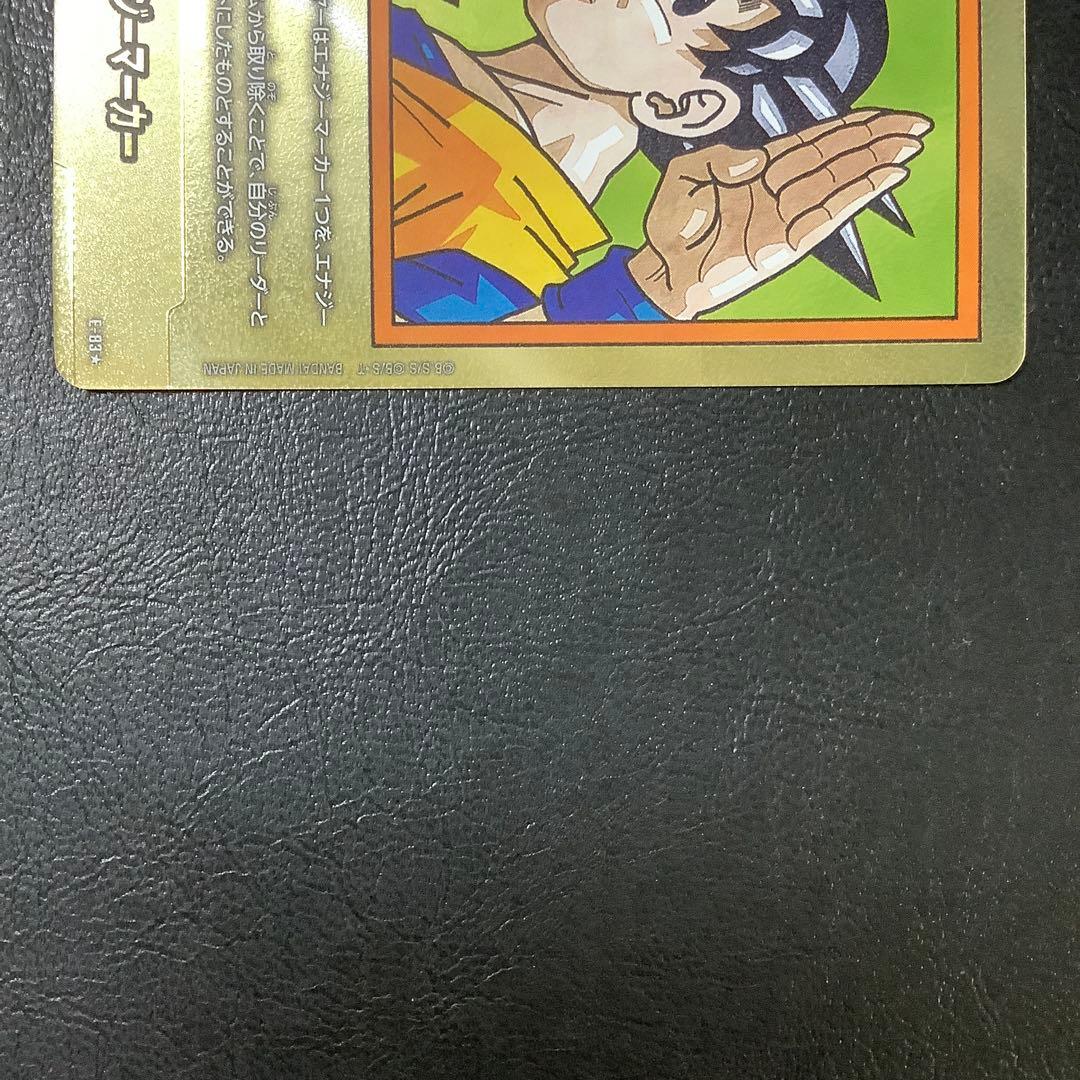 ジーマーカー
ーはエナジーマーカー1つを エナジー
から取り除くことで、自分のリーダーと
にしたものとすることができる。
©B S/S ©B/S・T BANDAI MADE IN JAPAN